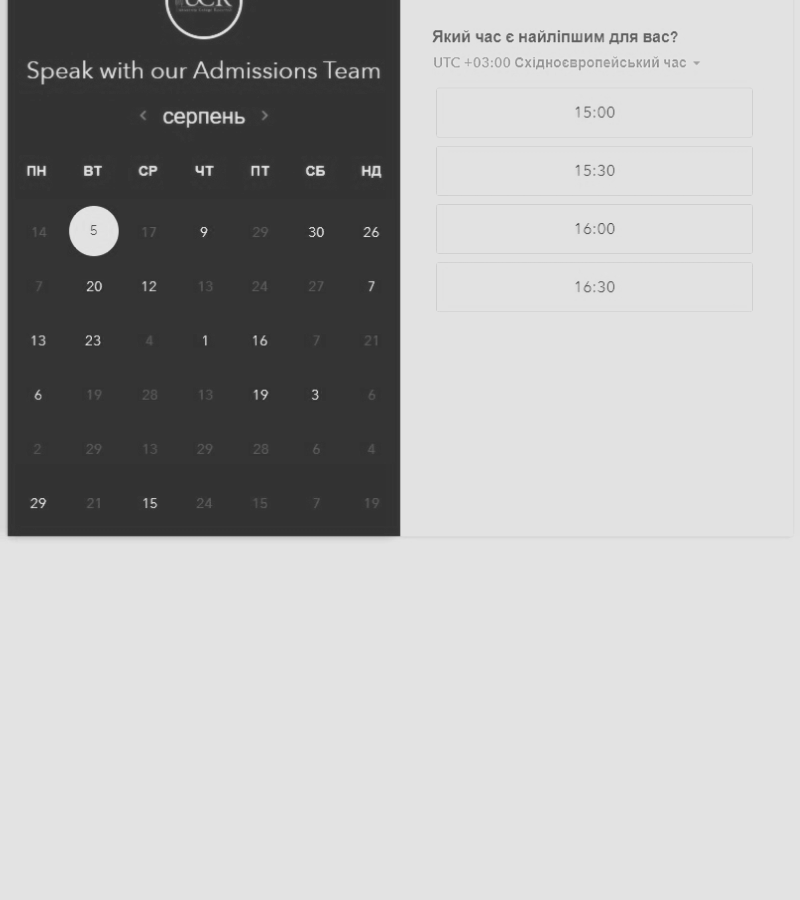 UCR
Speak with our Admissions Team
серпень
ПН ВТ СР ЧТ ПТ СБ НД
14 5 17 9 29 30 26
7 20 12 13 24 27 7
13 23 4 1 16 7 21
6 19 28 13 19 3 6
2 29 13 29 28 6 4
29 21 15 24 15 7 19
Який час є найліпшим для вас?
UTC +03:00 Східноєвропейський час
15:00
15:30
16:00
16:30